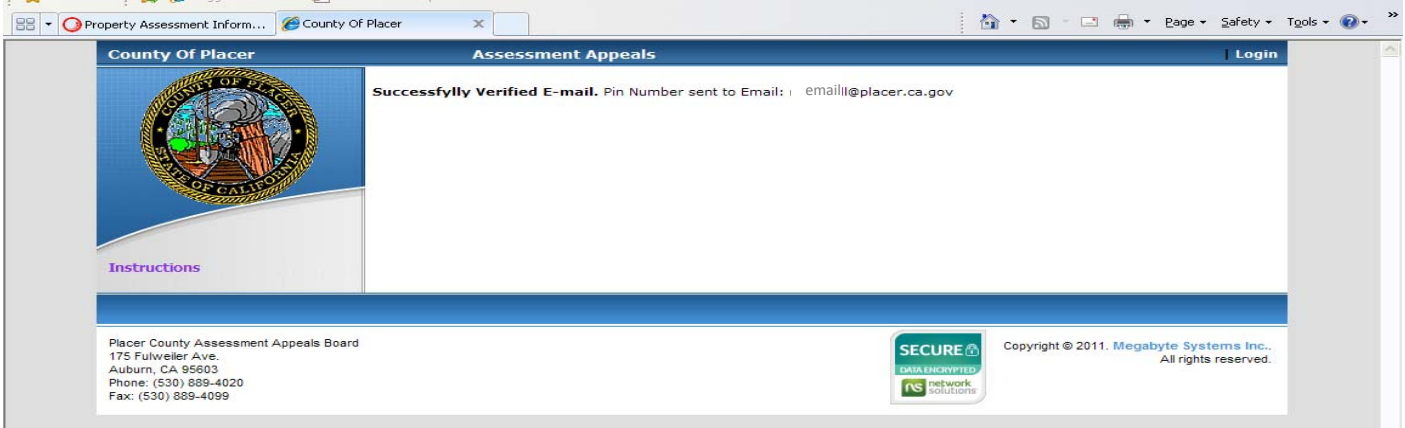 Property Assessment Inform...
County Of Placer
Page
Safety
Tools
County Of Placer
Assessment Appeals
| Login
COUNTY OF PLACER
STATE OF CALIFORNIA
Successfylly Verified E-mail. Pin Number sent to Email: email@placer.ca.gov
Instructions
Placer County Assessment Appeals Board
175 Fulweiler Ave.
Auburn, CA 95603
Phone: (530) 889-4020
Fax: (530) 889-4099
SECURE
DATA ENCRYPTED
ns network
solutions
Copyright © 2011. Megabyte Systems Inc..
All rights reserved.